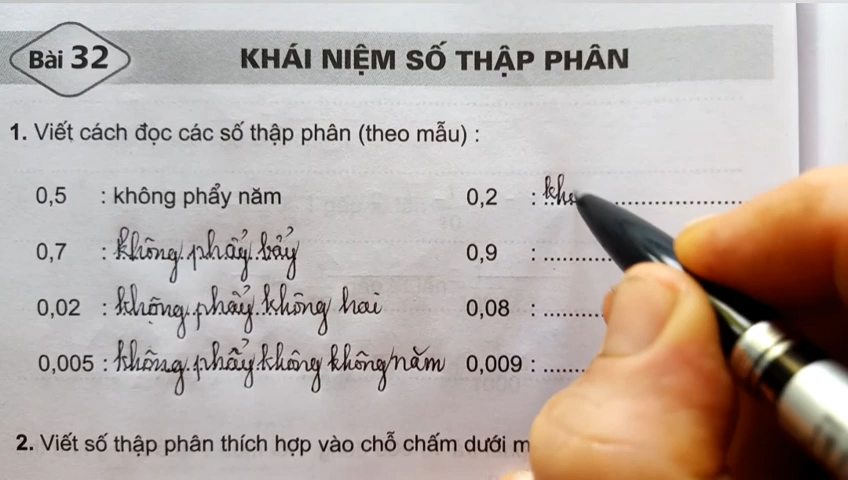 Bài 32 KHÁI NIỆM SỐ THẬP PHÂN
1. Viết cách đọc các số thập phân (theo mẫu) :
0,5 : không phẩy năm 0,2 : kho
0,7 : không phẩy bảy 0,9 :
0,02 : không phẩy không hai 0,08 :
0,005 : không phẩy không không năm 0,009 :
2. Viết số thập phân thích hợp vào chỗ chấm dưới m